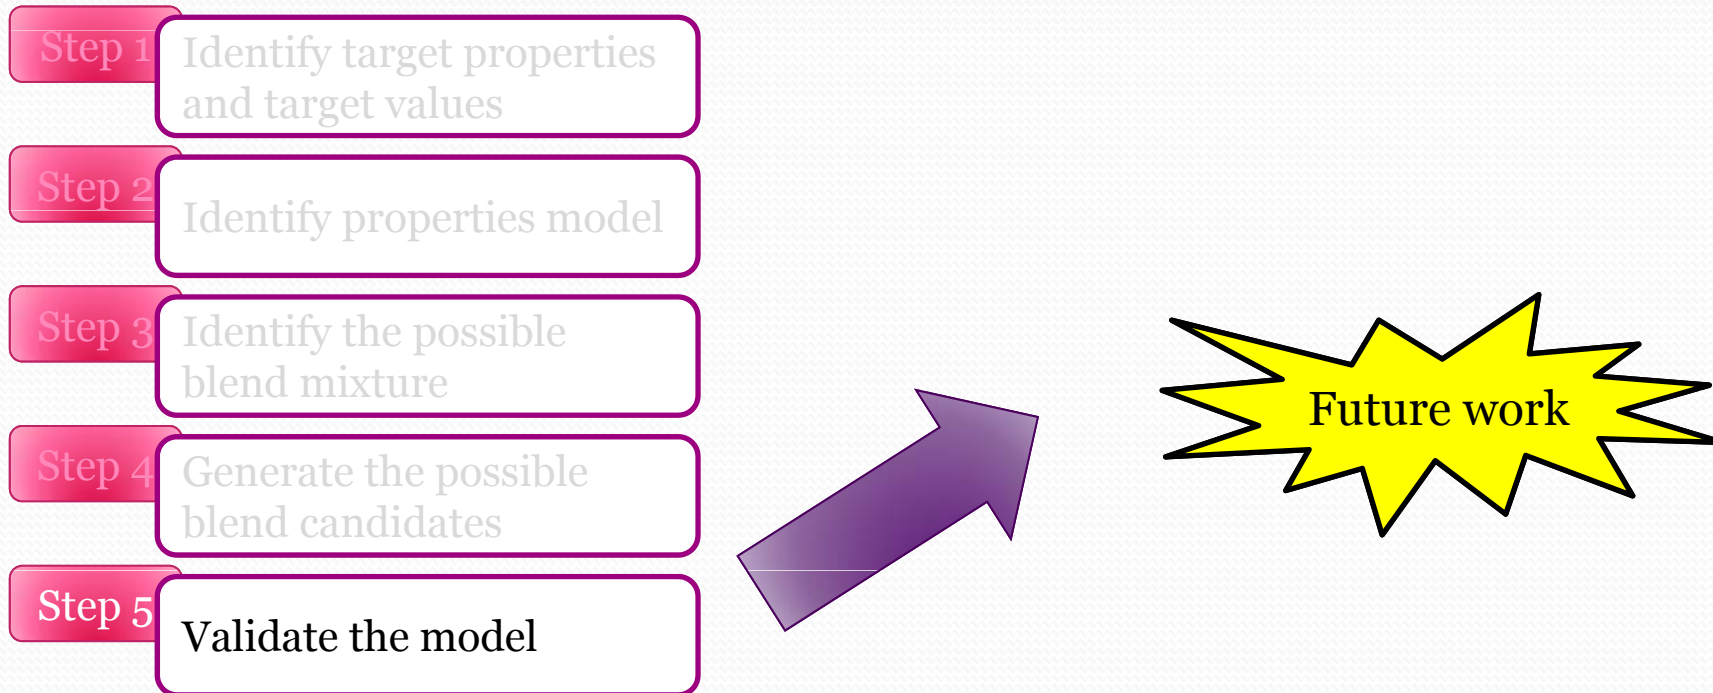 Step 1
Identify target properties
and target values
Step 2
Identify properties model
Step 3
Identify the possible
blend mixture
Step 4
Generate the possible
blend candidates
Step 5
Validate the model
Future work